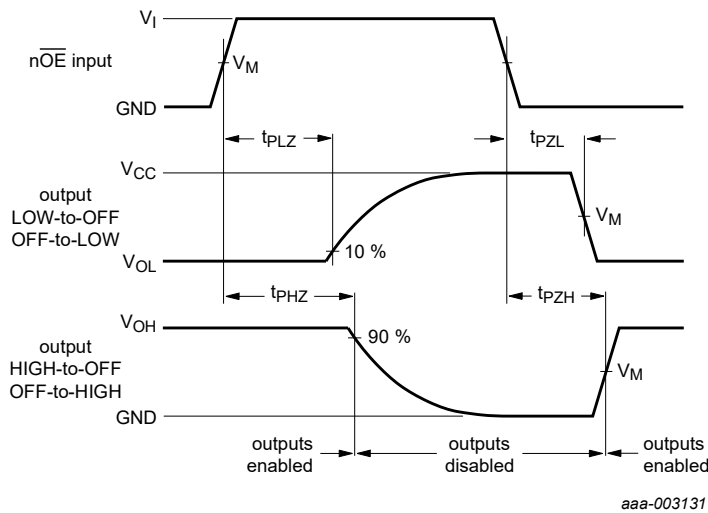 V_I
nO̅E̅ input
V_M
GND
t_PLZ
t_PZL
V_CC
output
LOW-to-OFF
OFF-to-LOW
V_M
10 %
V_OL
t_PHZ
t_PZH
V_OH
90 %
output
HIGH-to-OFF
OFF-to-HIGH
V_M
GND
outputs
enabled
outputs
disabled
outputs
enabled
aaa-003131